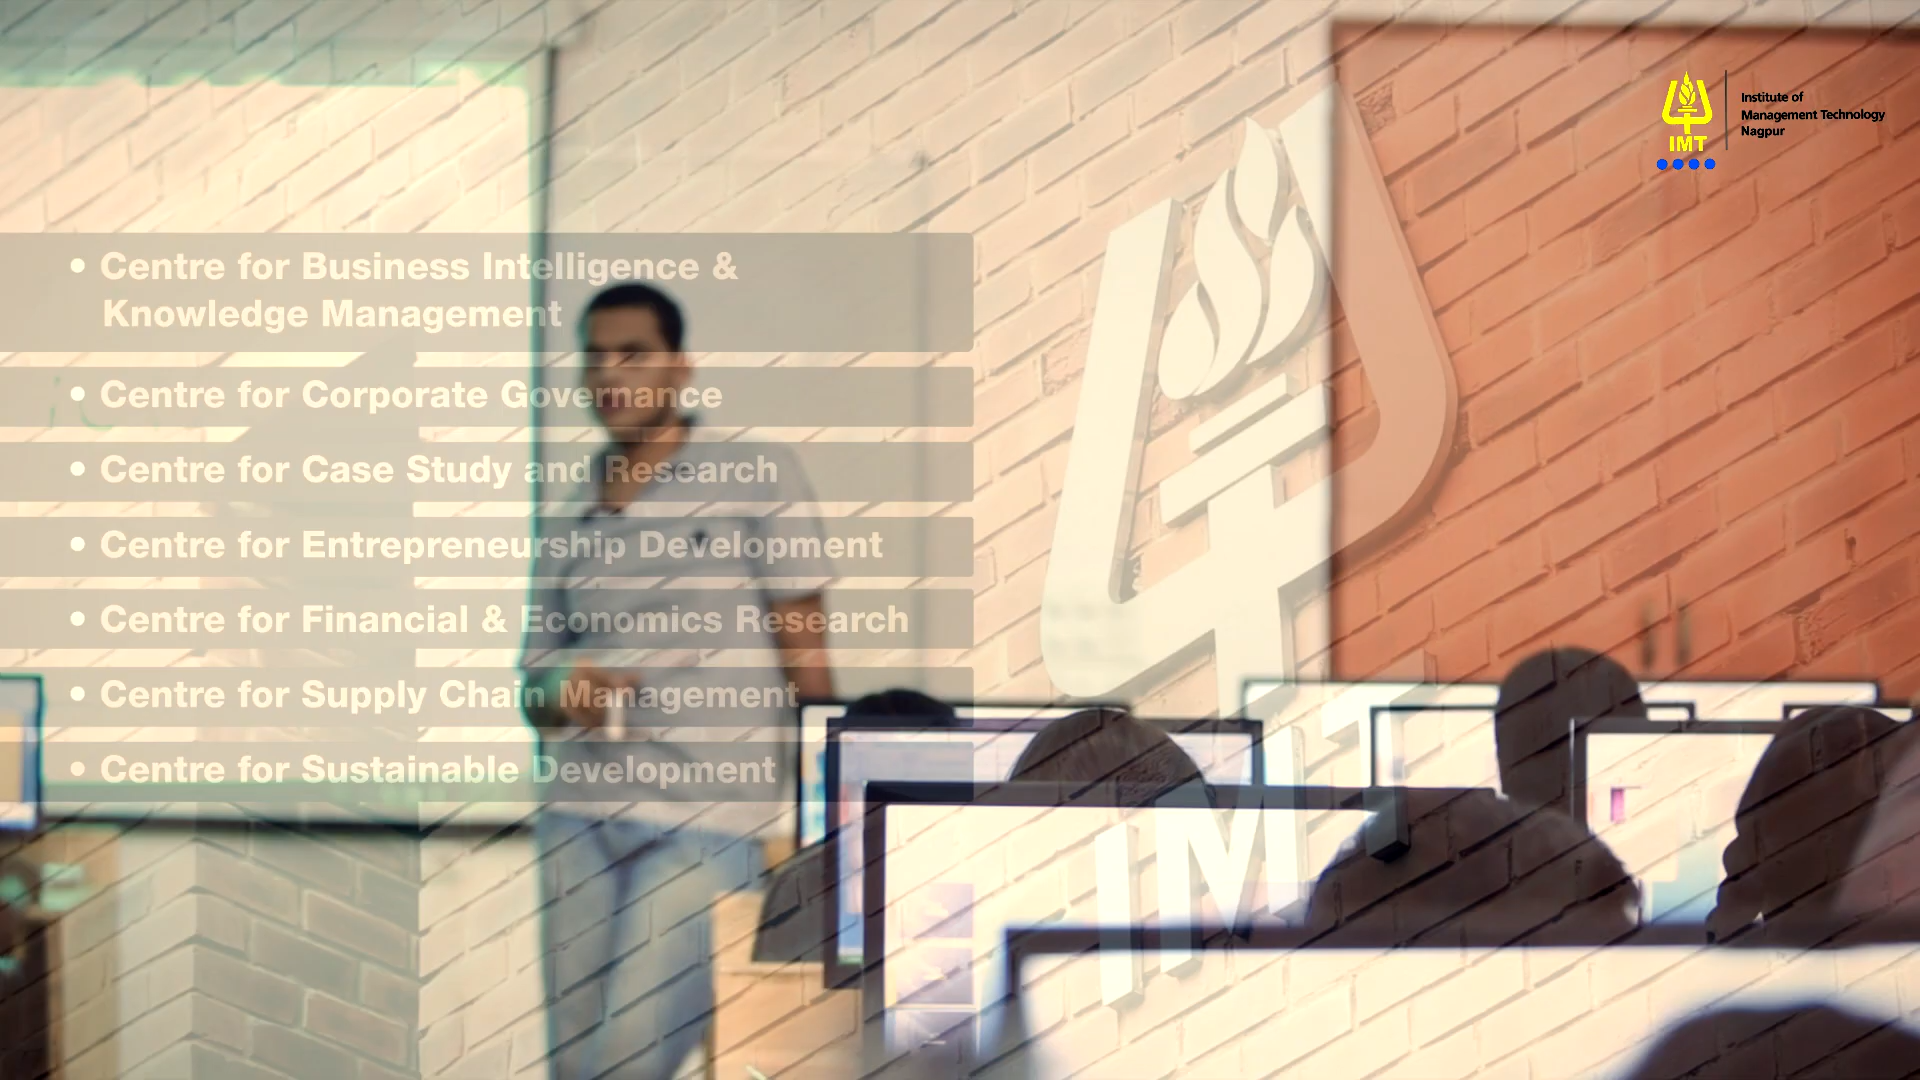 Institute of
Management Technology
Nagpur
IMT
• Centre for Business Intelligence &
Knowledge Management
• Centre for Corporate Governance
• Centre for Case Study and Research
• Centre for Entrepreneurship Development
• Centre for Financial & Economics Research
• Centre for Supply Chain Management
• Centre for Sustainable Development
IMT